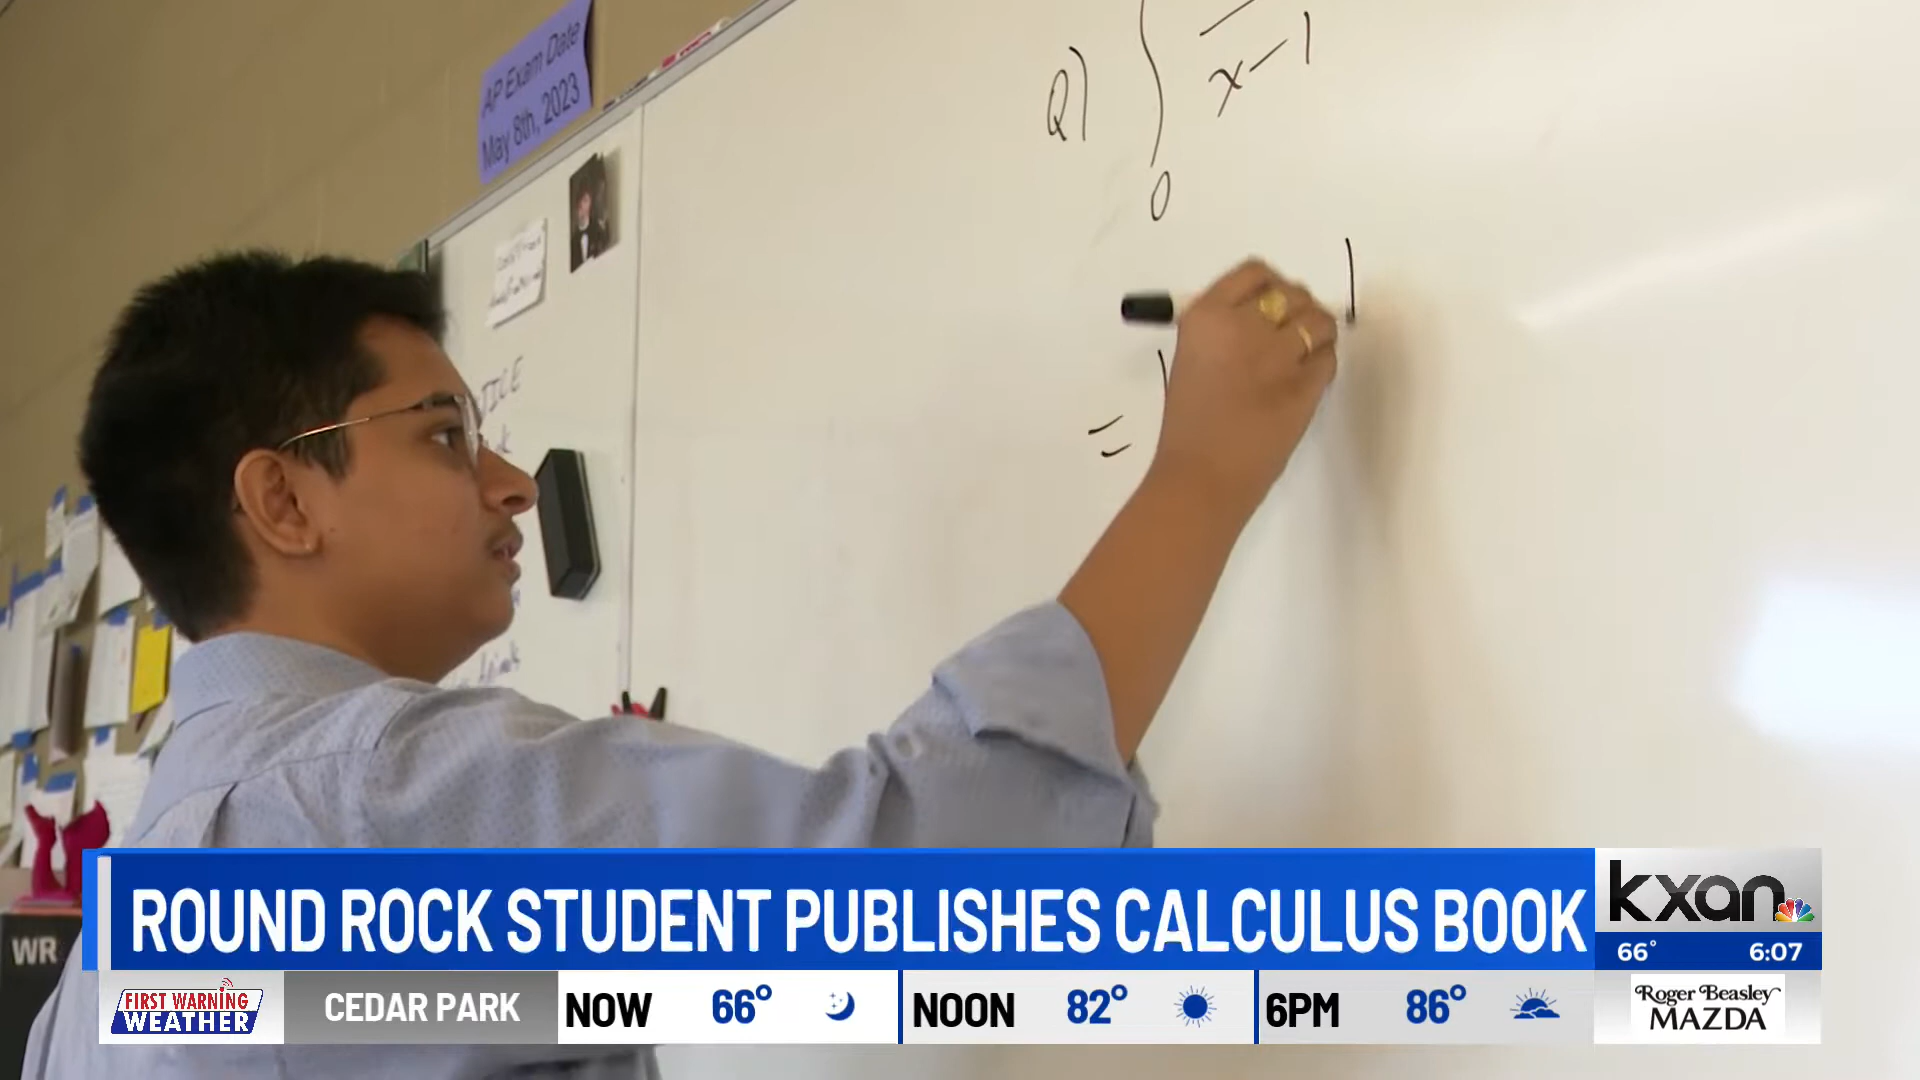 AP Exam Date
May 8th, 2023
Q) ∫
x-1
0
=
TICE
WR
ROUND ROCK STUDENT PUBLISHES CALCULUS BOOK
kxan
66° 6:07
FIRST WARNING
WEATHER
CEDAR PARK
NOW 66°
NOON 82°
6PM 86°
Roger Beasley
MAZDA